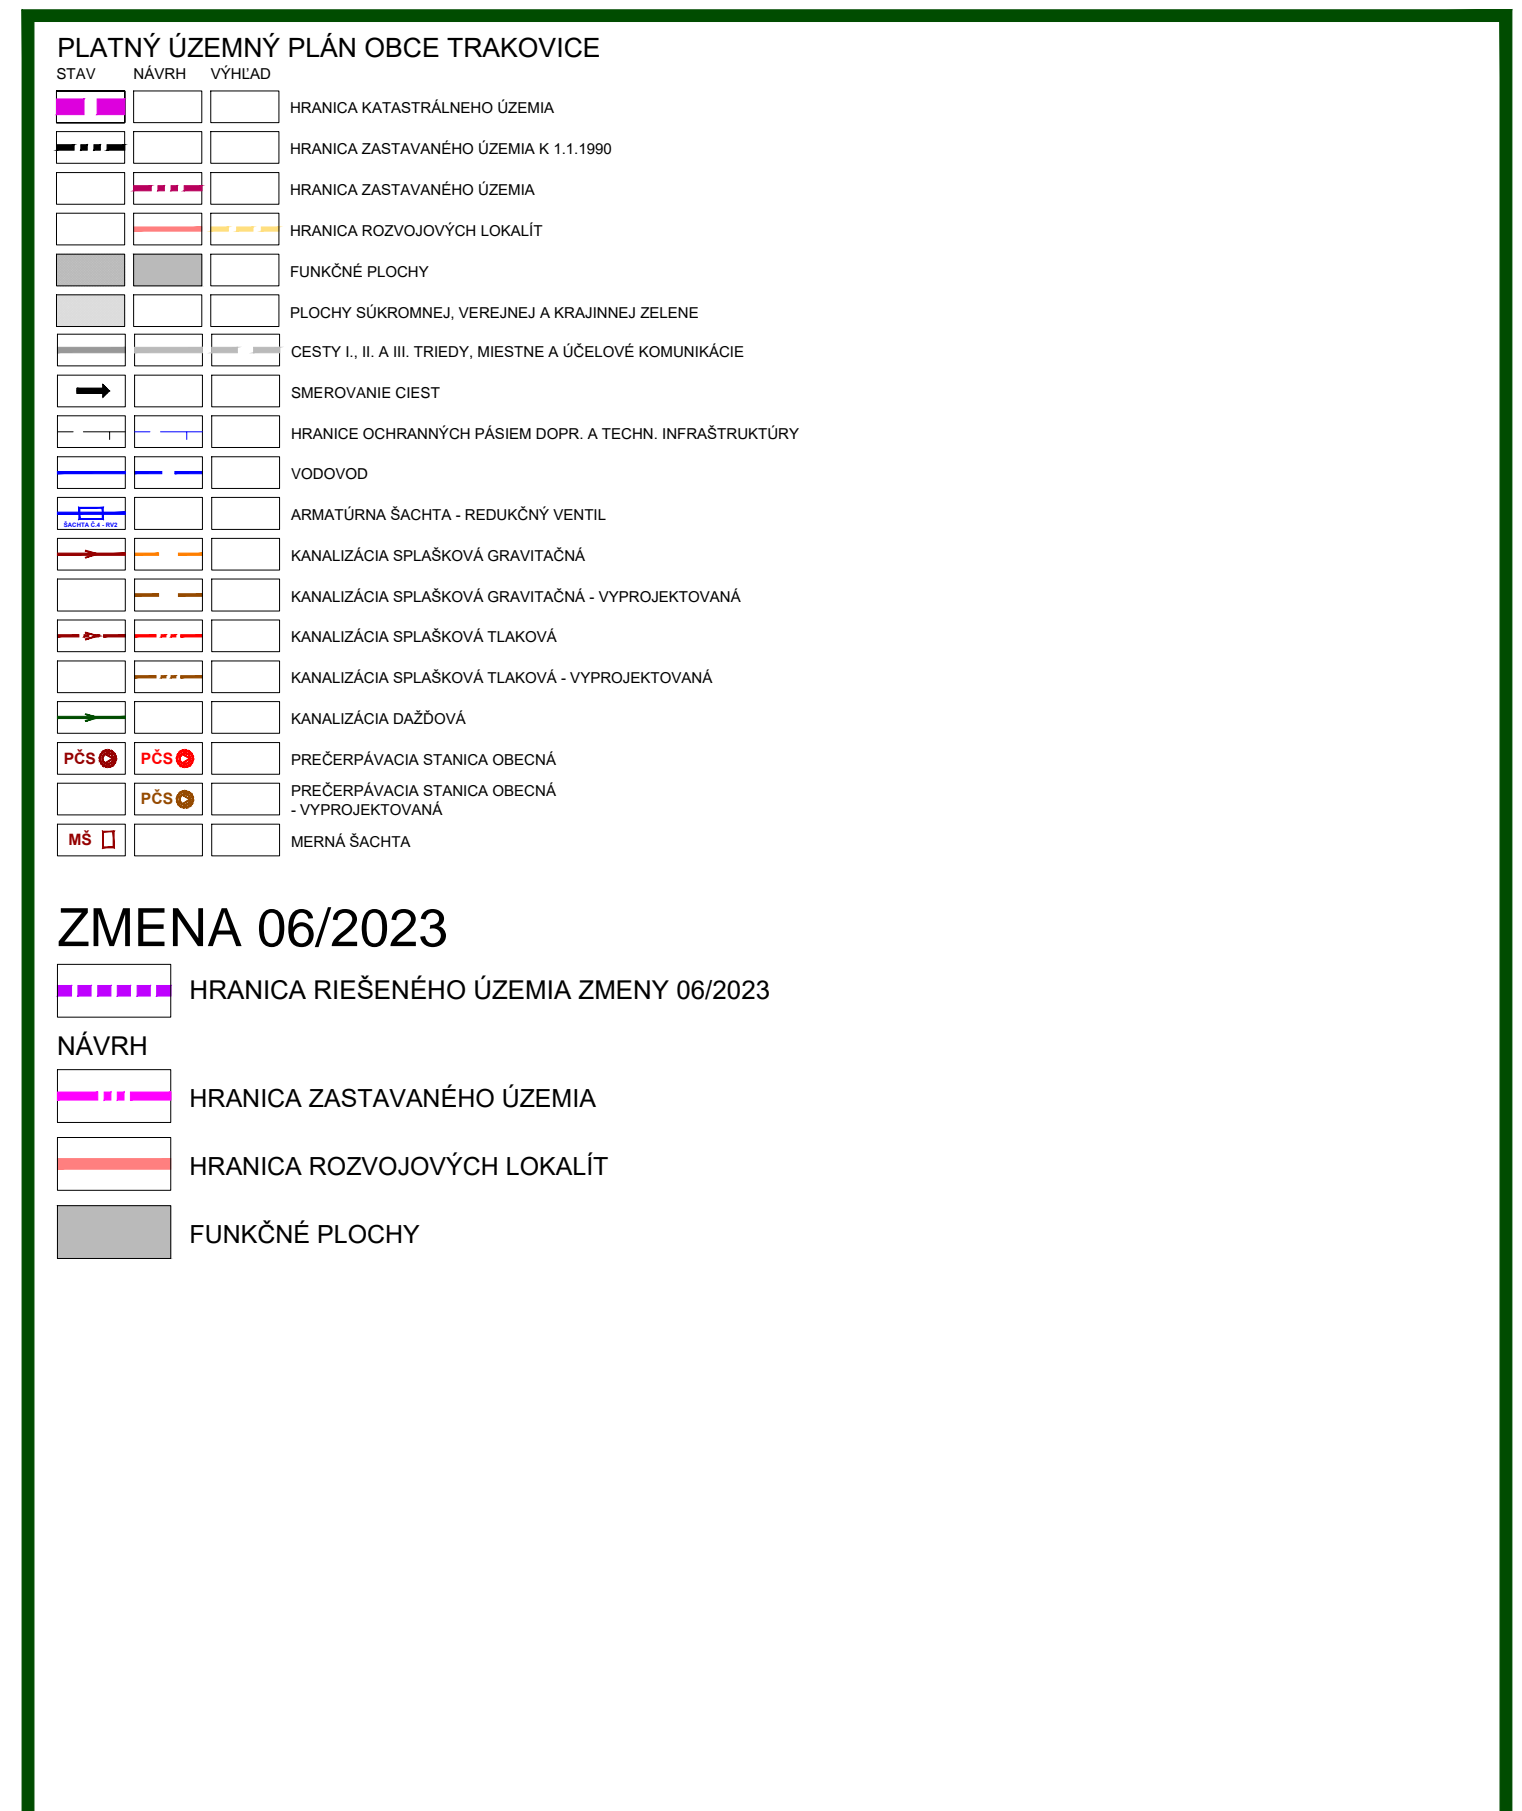 PLATNÝ ÚZEMNÝ PLÁN OBCE TRAKOVICE
STAV NÁVRH VÝHĽAD
HRANICA KATASTRÁLNEHO ÚZEMIA
HRANICA ZASTAVANÉHO ÚZEMIA K 1.1.1990
HRANICA ZASTAVANÉHO ÚZEMIA
HRANICA ROZVOJOVÝCH LOKALÍT
FUNKČNÉ PLOCHY
PLOCHY SÚKROMNEJ, VEREJNEJ A KRAJINNEJ ZELENE
CESTY I., II. A III. TRIEDY, MIESTNE A ÚČELOVÉ KOMUNIKÁCIE
SMEROVANIE CIEST
HRANICE OCHRANNÝCH PÁSIEM DOPR. A TECHN. INFRAŠTRUKTÚRY
VODOVOD
ŠACHTA Č.4 - RV2 ARMATÚRNA ŠACHTA - REDUKČNÝ VENTIL
KANALIZÁCIA SPLAŠKOVÁ GRAVITAČNÁ
KANALIZÁCIA SPLAŠKOVÁ GRAVITAČNÁ - VYPROJEKTOVANÁ
KANALIZÁCIA SPLAŠKOVÁ TLAKOVÁ
KANALIZÁCIA SPLAŠKOVÁ TLAKOVÁ - VYPROJEKTOVANÁ
KANALIZÁCIA DAŽĎOVÁ
PČS PČS PREČERPÁVACIA STANICA OBECNÁ
PČS PREČERPÁVACIA STANICA OBECNÁ
- VYPROJEKTOVANÁ
MŠ MERNÁ ŠACHTA
ZMENA 06/2023
HRANICA RIEŠENÉHO ÚZEMIA ZMENY 06/2023
NÁVRH
HRANICA ZASTAVANÉHO ÚZEMIA
HRANICA ROZVOJOVÝCH LOKALÍT
FUNKČNÉ PLOCHY